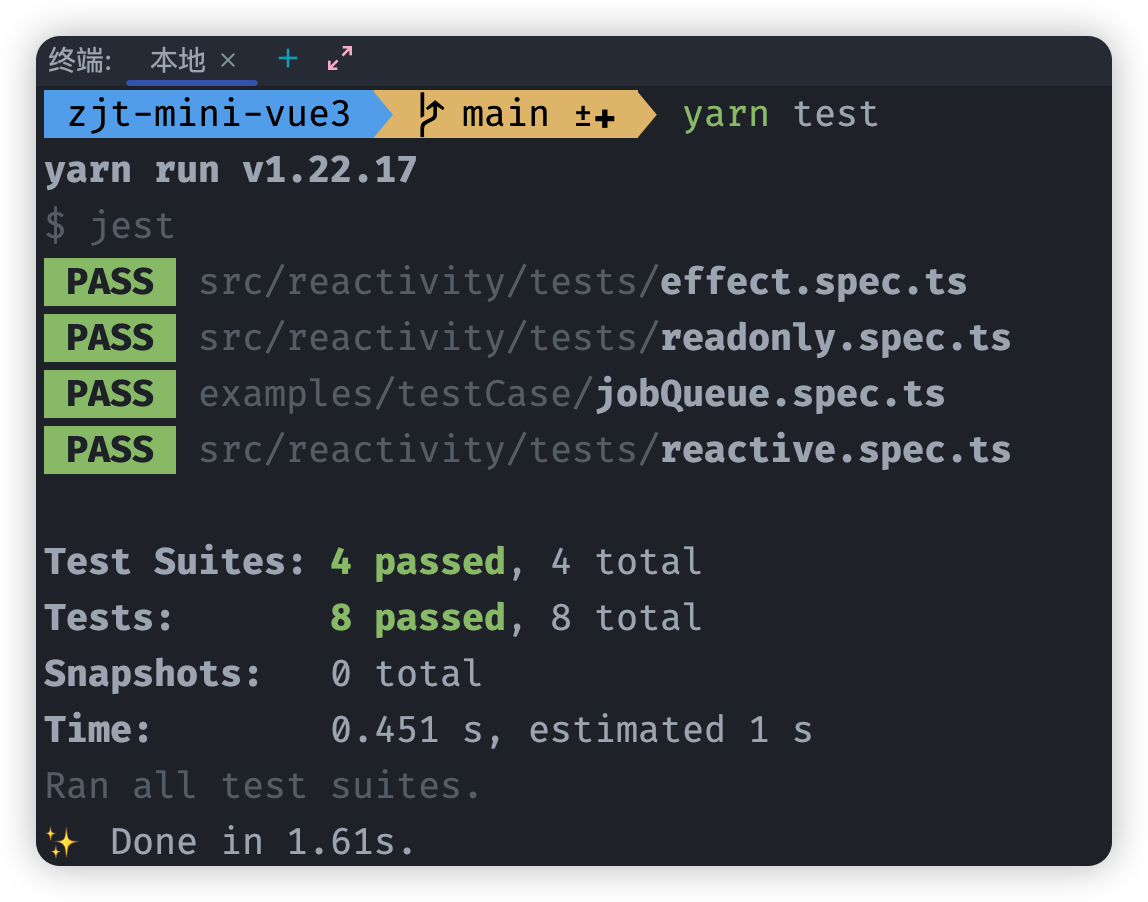 终端: 本地 × +
zjt-mini-vue3 main ±✚ yarn test
yarn run v1.22.17
$ jest
PASS src/reactivity/tests/effect.spec.ts
PASS src/reactivity/tests/readonly.spec.ts
PASS examples/testCase/jobQueue.spec.ts
PASS src/reactivity/tests/reactive.spec.ts
Test Suites: 4 passed, 4 total
Tests: 8 passed, 8 total
Snapshots: 0 total
Time: 0.451 s, estimated 1 s
Ran all test suites.
✨ Done in 1.61s.